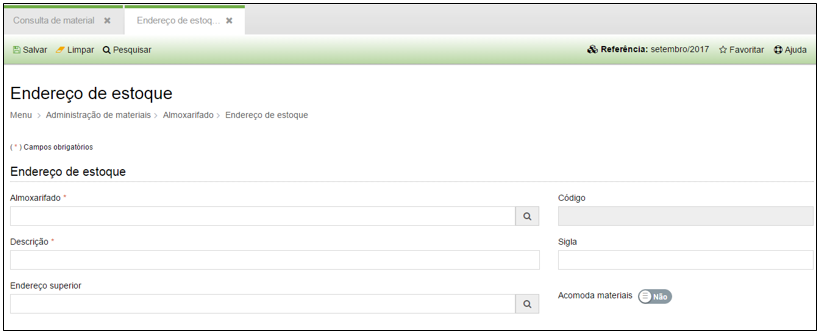 Consulta de material ✖ Endereço de estoq... ✖
Salvar Limpar Pesquisar Referência: setembro/2017 Favoritar Ajuda
Endereço de estoque
Menu > Administração de materiais > Almoxarifado > Endereço de estoque
( * ) Campos obrigatórios
Endereço de estoque
Almoxarifado * Código
Descrição * Sigla
Endereço superior
Acomoda materiais Não